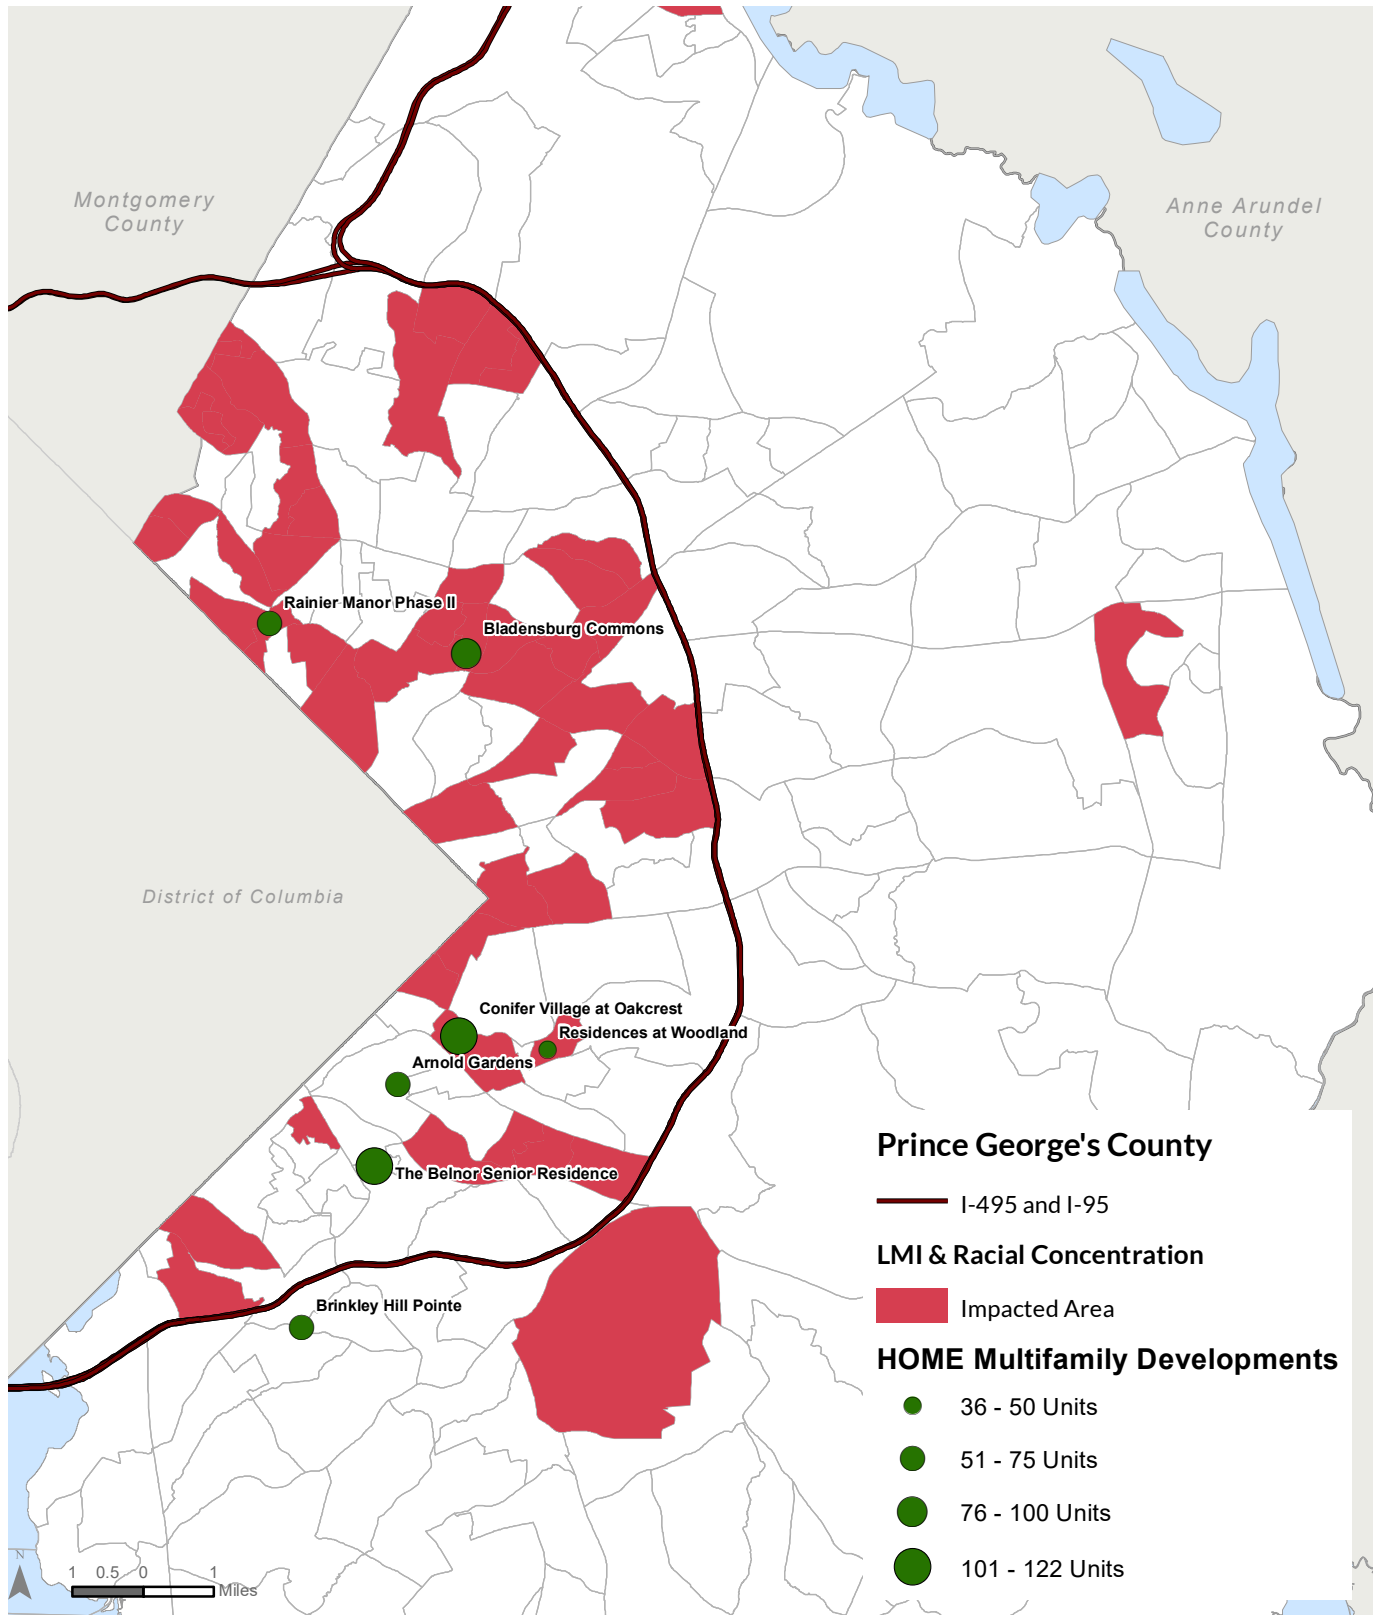 Montgomery
County
Anne Arundel
County
Rainier Manor Phase II
Bladensburg Commons
District of Columbia
Conifer Village at Oakcrest
Residences at Woodland
Arnold Gardens
The Belnor Senior Residence
Brinkley Hill Pointe
Prince George's County
I-495 and I-95
LMI & Racial Concentration
Impacted Area
HOME Multifamily Developments
36 - 50 Units
51 - 75 Units
76 - 100 Units
101 - 122 Units
N
1 0.5 0 1
Miles